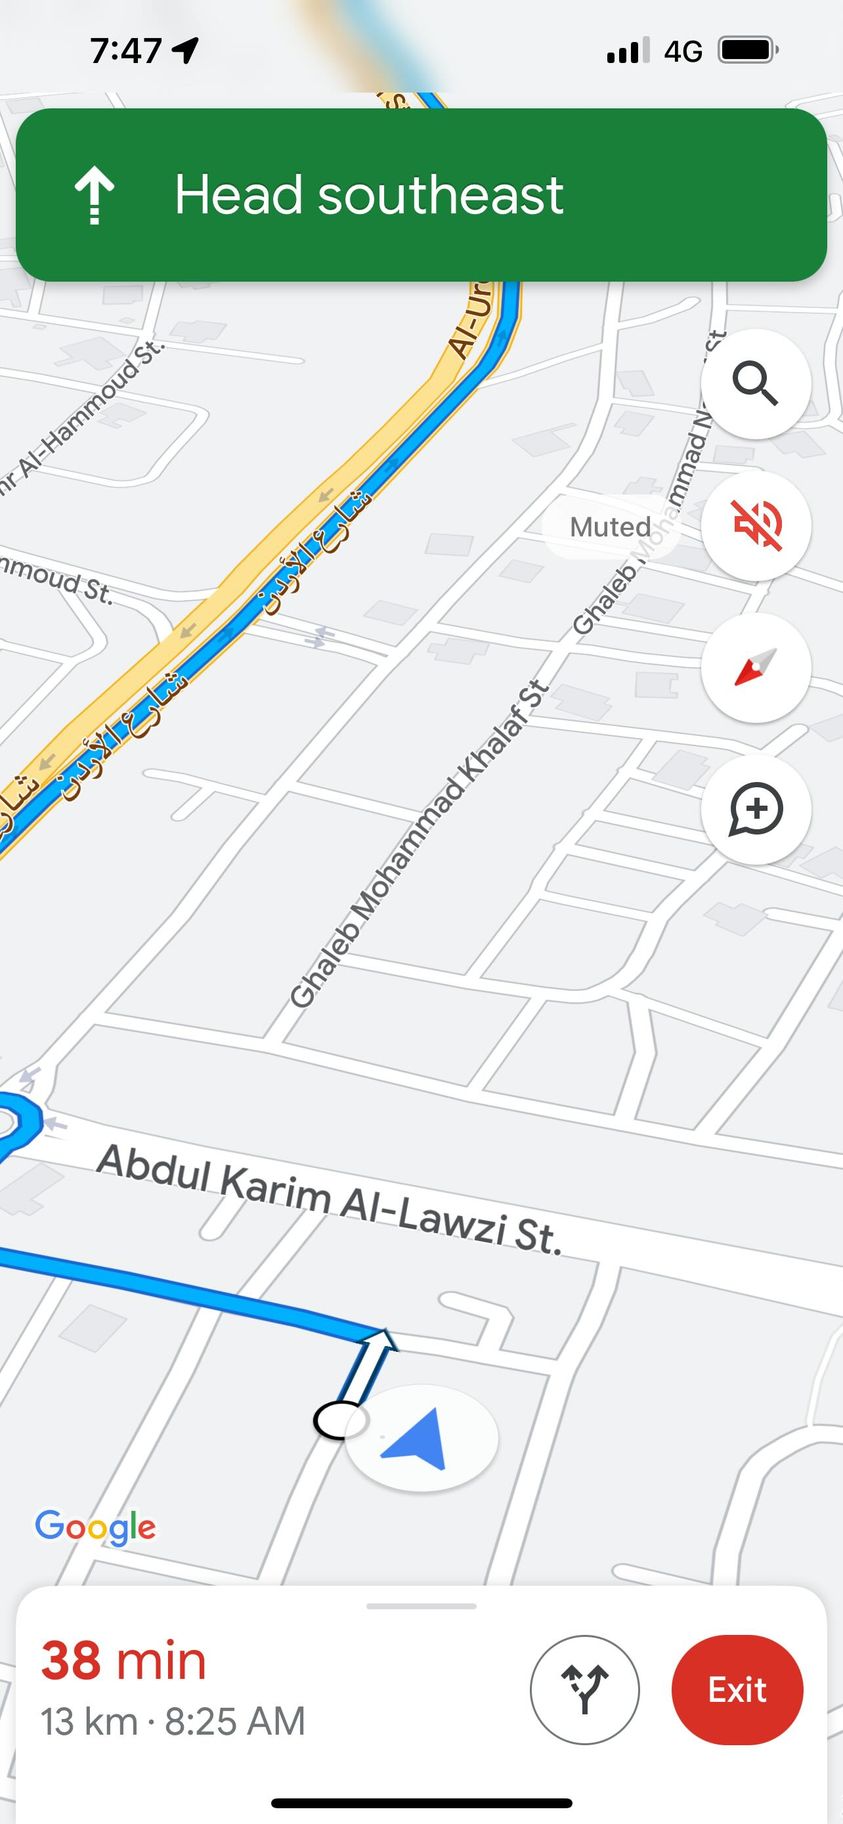 7:47
4G
Head southeast
Al-Ur
St.
Al-Hammoud St.
Muted
Ghaleb Mohammad
شارع الأردن
mmoud St.
شارع الأردن
Ghaleb Mohammad Khalaf St
Abdul Karim Al-Lawzi St.
Google
38 min
13 km · 8:25 AM
Exit